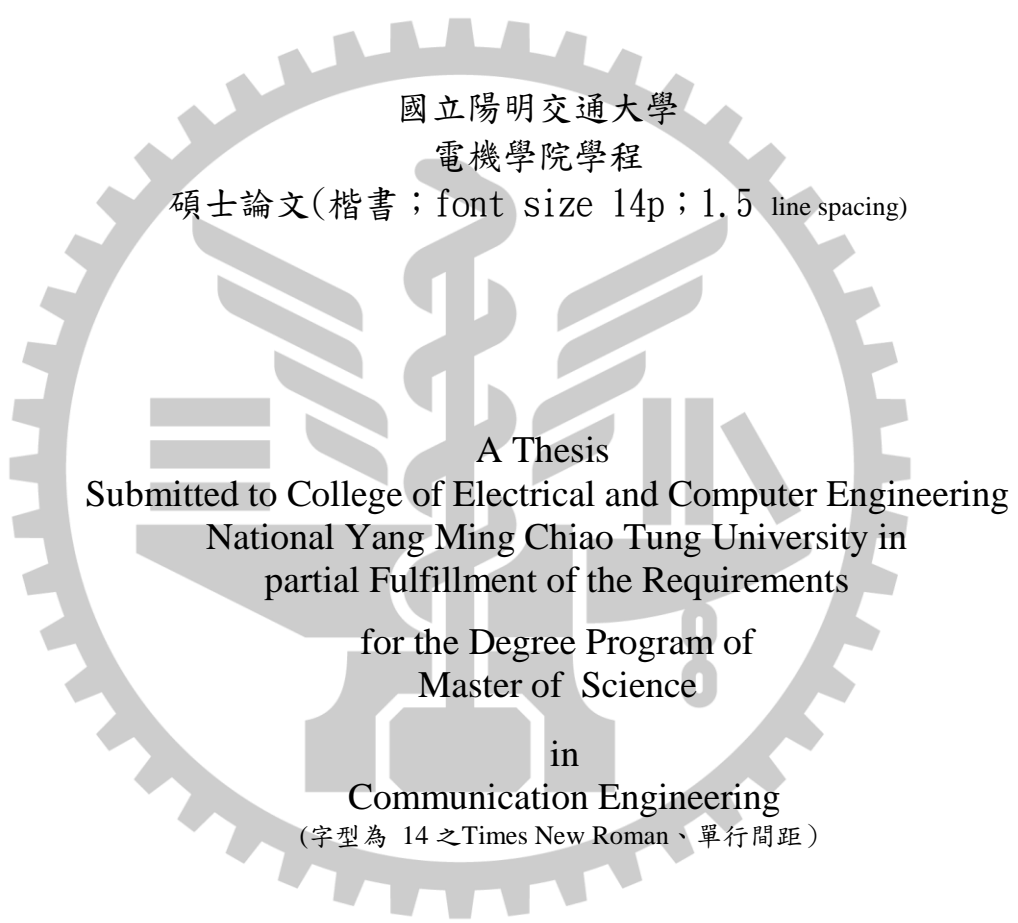 國立陽明交通大學
電機學院學程
碩士論文(楷書；font size 14p；1.5 line spacing)
A Thesis
Submitted to College of Electrical and Computer Engineering
National Yang Ming Chiao Tung University in
partial Fulfillment of the Requirements
for the Degree Program of
Master of Science
in
Communication Engineering
(字型為 14 之Times New Roman、單行間距)